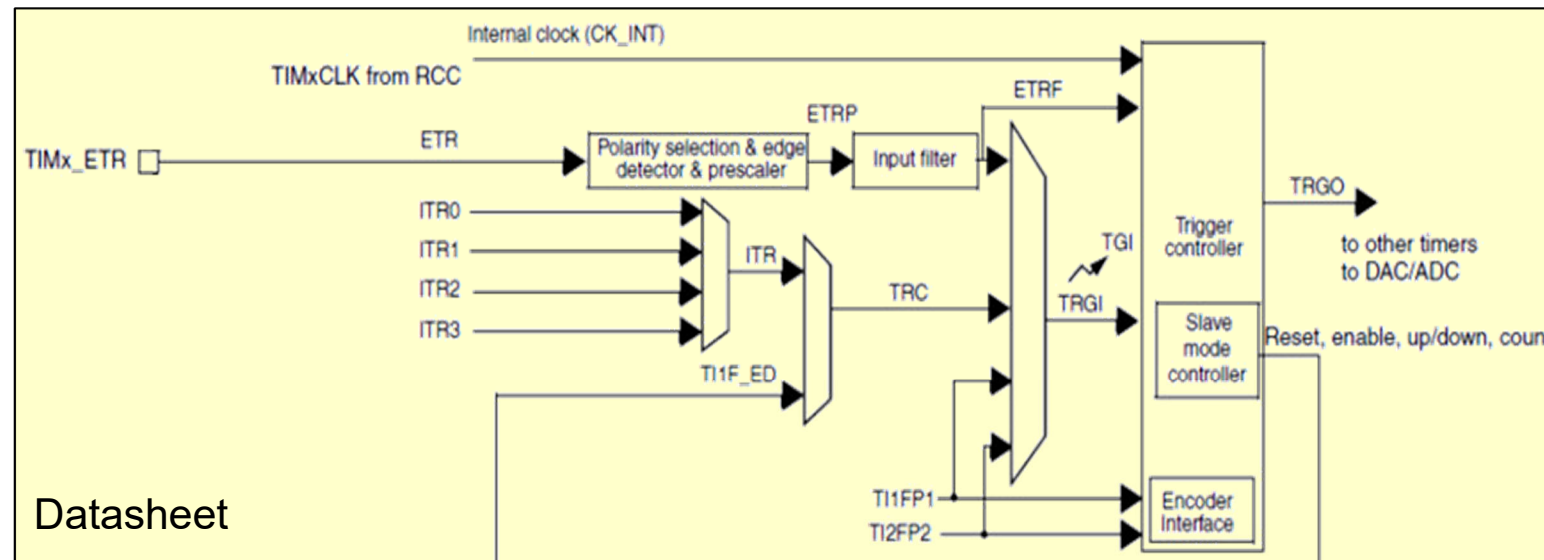 Internal clock (CK_INT)
TIMxCLK from RCC
ETRF
ETRP
ETR
TIMx_ETR
Polarity selection & edge
detector & prescaler
Input filter
ITR0
ITR1
ITR2
ITR3
ITR
TRC
TI1F_ED
TGI
TRGI
Trigger
controller
TRGO
to other timers
to DAC/ADC
Slave
mode
controller
Reset, enable, up/down, coun
TI1FP1
TI2FP2
Encoder
Interface
Datasheet